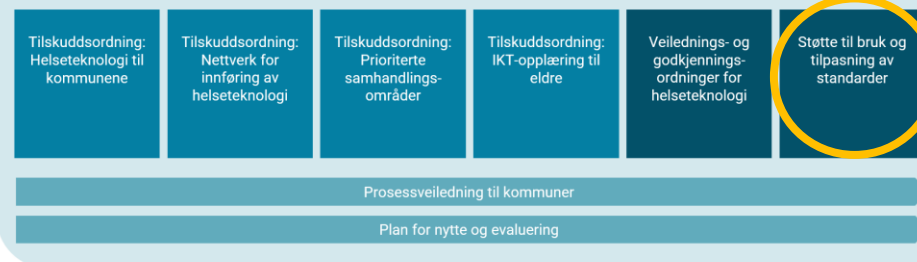 Tilskuddsordning:
Helseteknologi til
kommunene
Tilskuddsordning:
Nettverk for
innføring av
helseteknologi
Tilskuddsordning:
Prioriterte
samhandlings-
områder
Tilskuddsordning:
IKT-opplæring til
eldre
Veilednings- og
godkjennings-
ordninger for
helseteknologi
Støtte til bruk og
tilpasning av
standarder
Prosessveiledning til kommuner
Plan for nytte og evaluering